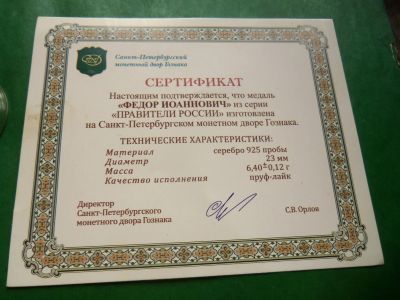 Санкт-Петербургский
монетный двор Гознака
СЕРТИФИКАТ
Настоящим подтверждается, что медаль
«ФЕДОР ИОАННОВИЧ» из серии
«ПРАВИТЕЛИ РОССИИ» изготовлена
на Санкт-Петербургском монетном дворе Гознака.
ТЕХНИЧЕСКИЕ ХАРАКТЕРИСТИКИ:
Материал серебро 925 пробы
Диаметр 23 мм
Масса 6,40±0,12 г
Качество исполнения пруф-лайк
Директор
Санкт-Петербургского
монетного двора Гознака С.В. Орлов